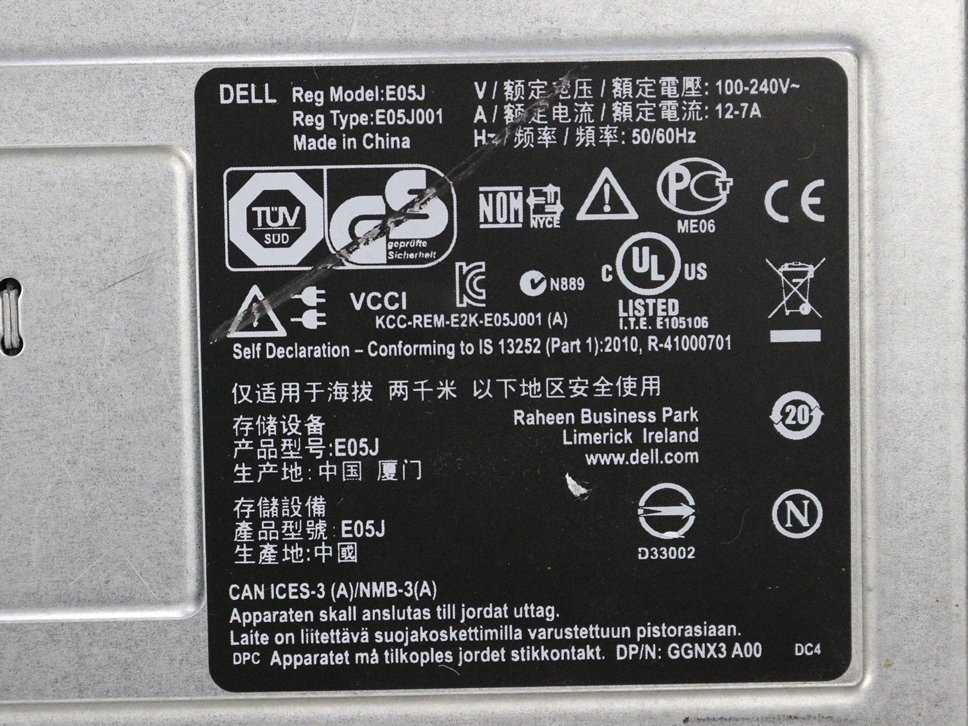 DELL Reg Model:E05J
Reg Type:E05J001
Made in China
V / 额定电压 / 額定電壓: 100-240V~
A / 额定电流 / 額定電流: 12-7A
Hz / 频率 / 頻率: 50/60Hz
TÜV
SÜD
GS
geprüfte
Sicherheit
NOM
NYCE
PCT
ME06
CE
VCCI
KCC-REM-E2K-E05J001 (A)
N889
C UL US
LISTED
I.T.E. E105106
Self Declaration – Conforming to IS 13252 (Part 1):2010, R-41000701
仅适用于海拔 两千米 以下地区安全使用
存储设备
产品型号:E05J
生产地:中国 厦门
Raheen Business Park
Limerick Ireland
www.dell.com
20
存儲設備
產品型號: E05J
生產地:中國
D33002
N
CAN ICES-3 (A)/NMB-3(A)
Apparaten skall anslutas till jordat uttag.
Laite on liitettävä suojakoskettimilla varustettuun pistorasiaan.
DPC Apparatet må tilkoples jordet stikkontakt. DP/N: GGNX3 A00 DC4